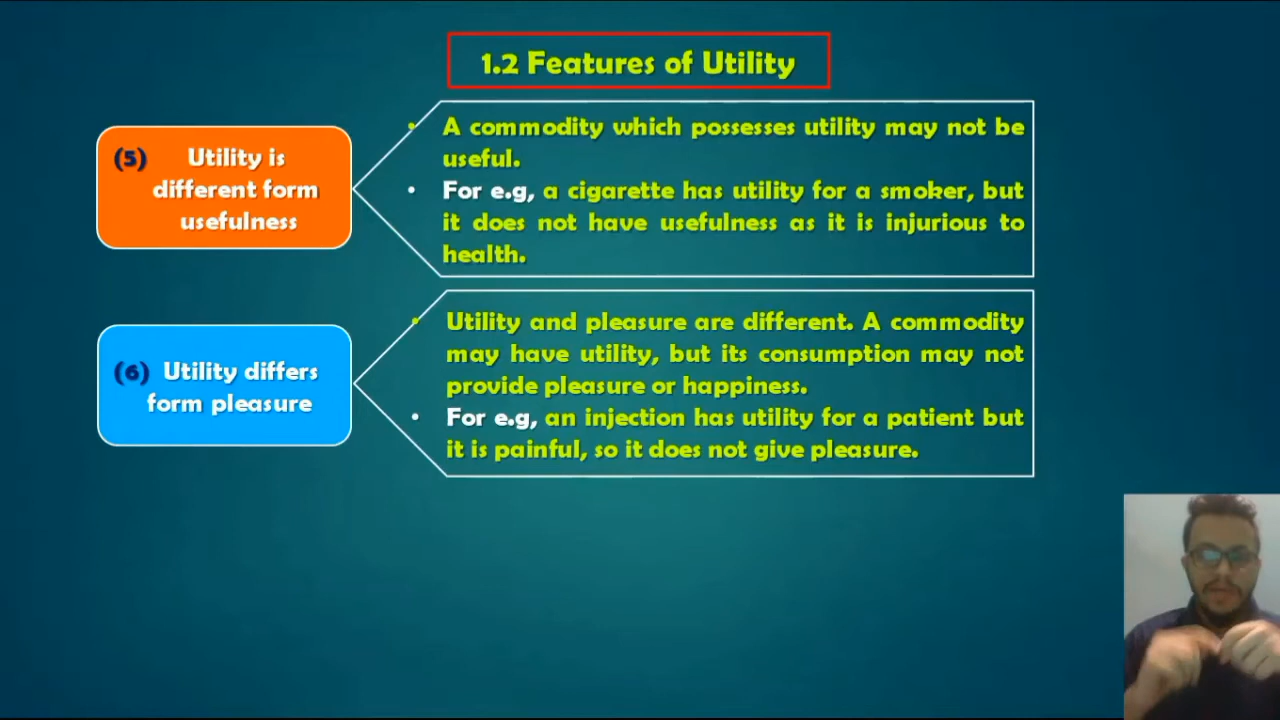 1.2 Features of Utility
(5) Utility is
different form
usefulness
• A commodity which possesses utility may not be
useful.
• For e.g, a cigarette has utility for a smoker, but
it does not have usefulness as it is injurious to
health.
(6) Utility differs
form pleasure
• Utility and pleasure are different. A commodity
may have utility, but its consumption may not
provide pleasure or happiness.
• For e.g, an injection has utility for a patient but
it is painful, so it does not give pleasure.